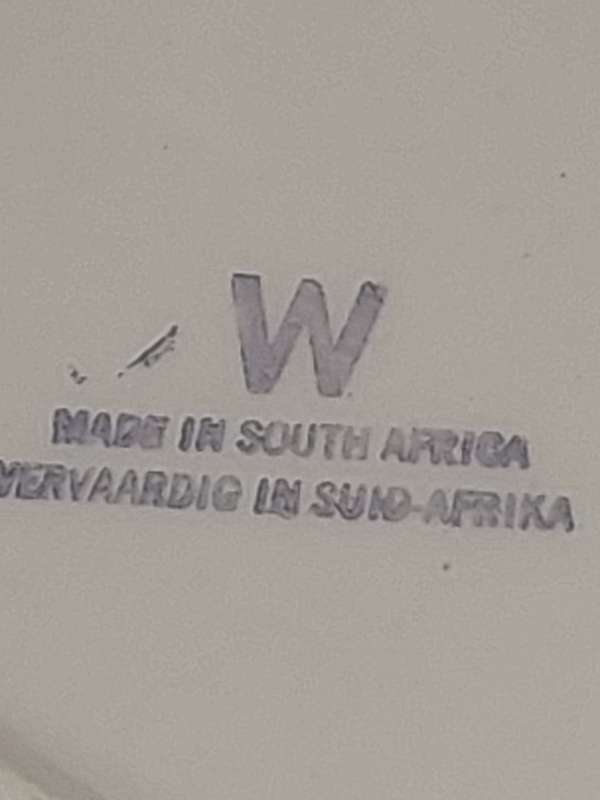 W
MADE IN SOUTH AFRICA
VERVAARDIG IN SUID-AFRIKA